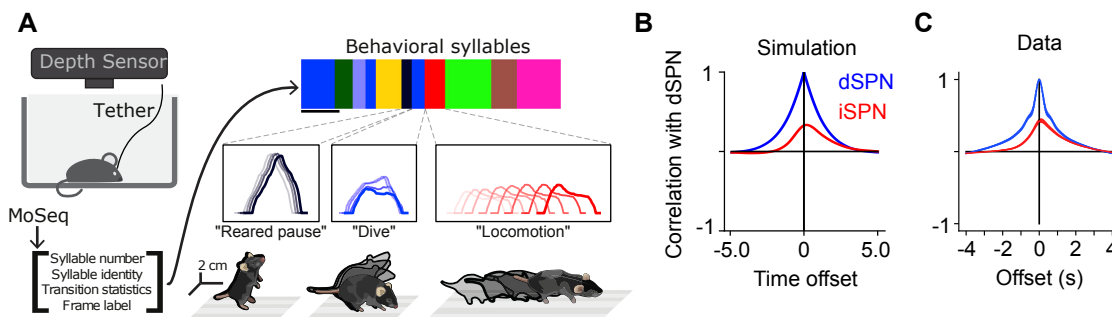 A
Depth Sensor
Tether
MoSeq
Syllable number
Syllable identity
Transition statistics
Frame label
Behavioral syllables
"Reared pause"
"Dive"
"Locomotion"
2 cm
B
Simulation
Correlation with dSPN
1
-1
dSPN
iSPN
-5.0
0
5.0
Time offset
C
Data
1
-1
-4
-2
0
2
4
Offset (s)